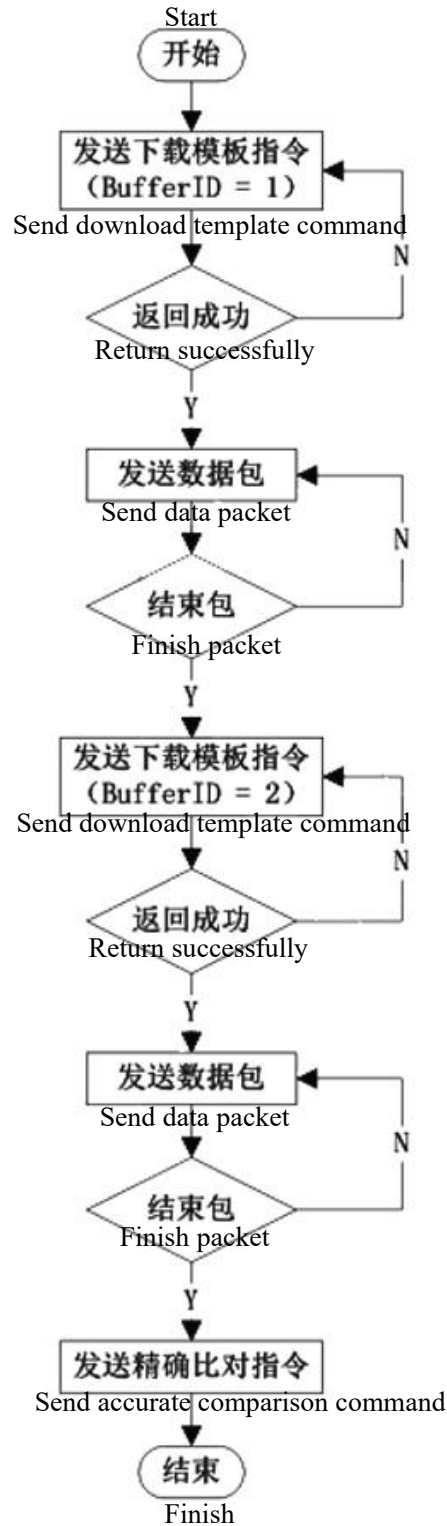 Start
开始
发送下载模板指令
(BufferID = 1)
Send download template command
N
返回成功
Return successfully
Y
发送数据包
Send data packet
N
结束包
Finish packet
Y
发送下载模板指令
(BufferID = 2)
Send download template command
N
返回成功
Return successfully
Y
发送数据包
Send data packet
N
结束包
Finish packet
Y
发送精确比对指令
Send accurate comparison command
结束
Finish